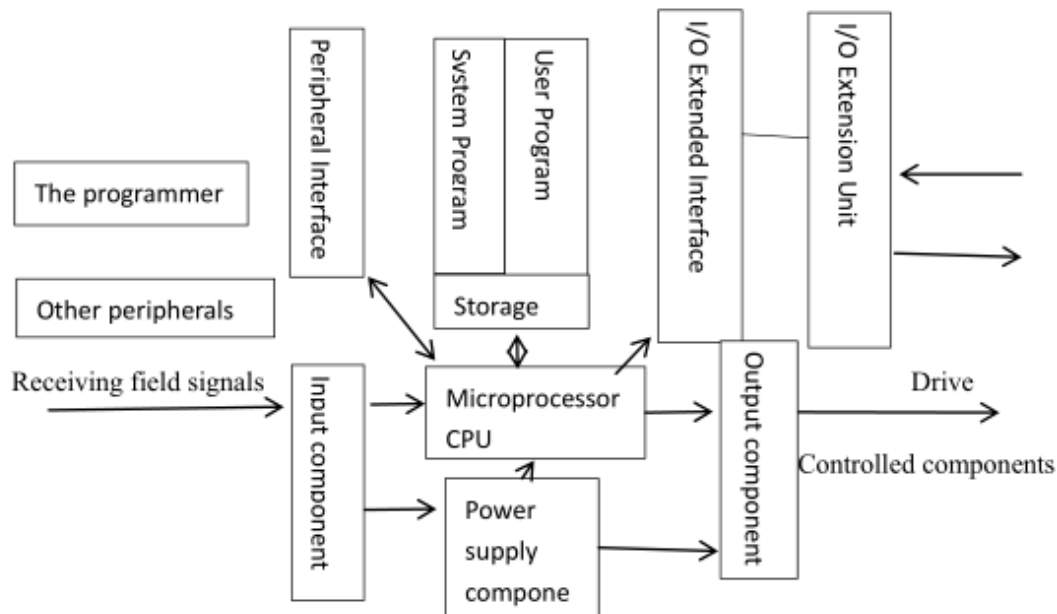 Peripheral Interface
System Program
User Program
I/O Extended Interface
I/O Extension Unit
The programmer
Other peripherals
Storage
Receiving field signals
Input component
Microprocessor
CPU
Output component
Drive
Controlled components
Power
supply
compone